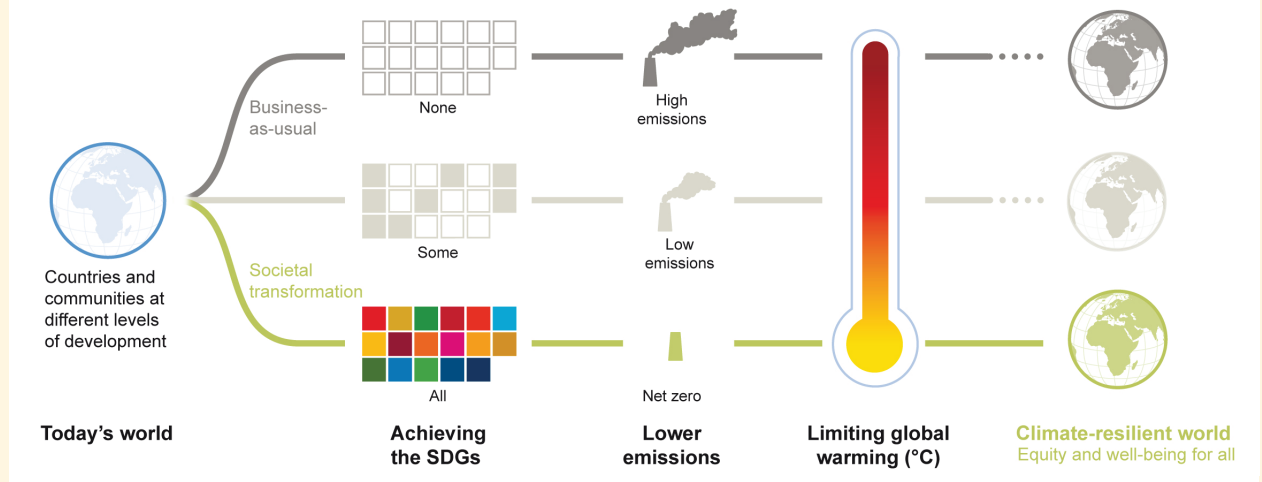 None
High
emissions
Business-
as-usual
Some
Low
emissions
Countries and
communities at
different levels
of development
Societal
transformation
All
Net zero
Today's world
Achieving
the SDGs
Lower
emissions
Limiting global
warming (°C)
Climate-resilient world
Equity and well-being for all